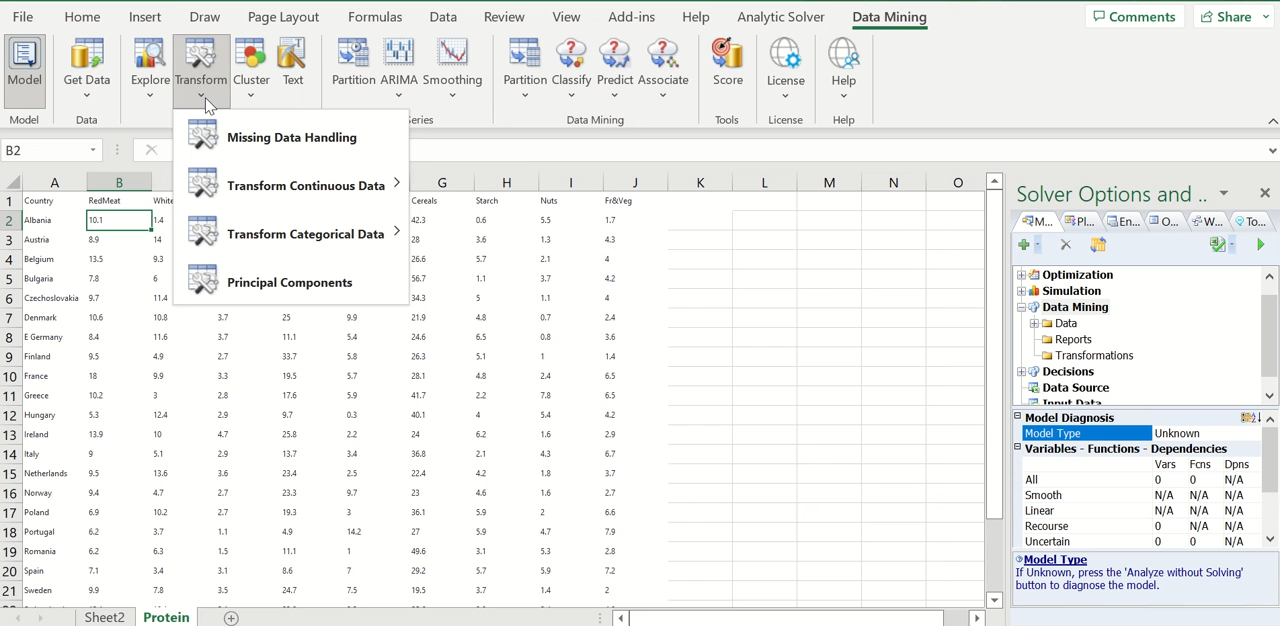 File Home Insert Draw Page Layout Formulas Data Review View Add-ins Help Analytic Solver Data Mining Comments Share
Model Get Data Explore Transform Cluster Text Partition ARIMA Smoothing Partition Classify Predict Associate Score License Help
Model Data eries Data Mining Tools License Help
Missing Data Handling
Transform Continuous Data
Transform Categorical Data
Principal Components
B2
A B G H I J K L M N O
1 Country RedMeat White Cereals Starch Nuts Fr&Veg
2 Albania 10.1 1.4 42.3 0.6 5.5 1.7
3 Austria 8.9 14 28 3.6 1.3 4.3
4 Belgium 13.5 9.3 26.6 5.7 2.1 4
5 Bulgaria 7.8 6 56.7 1.1 3.7 4.2
6 Czechoslovakia 9.7 11.4 34.3 5 1.1 4
7 Denmark 10.6 10.8 3.7 25 9.9 21.9 4.8 0.7 2.4
8 E Germany 8.4 11.6 3.7 11.1 5.4 24.6 6.5 0.8 3.6
9 Finland 9.5 4.9 2.7 33.7 5.8 26.3 5.1 1 1.4
10 France 18 9.9 3.3 19.5 5.7 28.1 4.8 2.4 6.5
11 Greece 10.2 3 2.8 17.6 5.9 41.7 2.2 7.8 6.5
12 Hungary 5.3 12.4 2.9 9.7 0.3 40.1 4 5.4 4.2
13 Ireland 13.9 10 4.7 25.8 2.2 24 6.2 1.6 2.9
14 Italy 9 5.1 2.9 13.7 3.4 36.8 2.1 4.3 6.7
15 Netherlands 9.5 13.6 3.6 23.4 2.5 22.4 4.2 1.8 3.7
16 Norway 9.4 4.7 2.7 23.3 9.7 23 4.6 1.6 2.7
17 Poland 6.9 10.2 2.7 19.3 3 36.1 5.9 2 6.6
18 Portugal 6.2 3.7 1.1 4.9 14.2 27 5.9 4.7 7.9
19 Romania 6.2 6.3 1.5 11.1 1 49.6 3.1 5.3 2.8
20 Spain 7.1 3.4 3.1 8.6 7 29.2 5.7 5.9 7.2
21 Sweden 9.9 7.8 3.5 24.7 7.5 19.5 3.7 1.4 2
Sheet2 Protein
Solver Options and ..
M... Pl... En... O... W... To...
Optimization
Simulation
Data Mining
Data
Reports
Transformations
Decisions
Data Source
Input Data
Model Diagnosis
Model Type Unknown
Variables - Functions - Dependencies
Vars Fcns Dpns
All 0 0 N/A
Smooth N/A N/A N/A
Linear N/A N/A N/A
Recourse 0 N/A N/A
Uncertain 0 0 N/A
Model Type
If Unknown, press the 'Analyze without Solving'
button to diagnose the model.